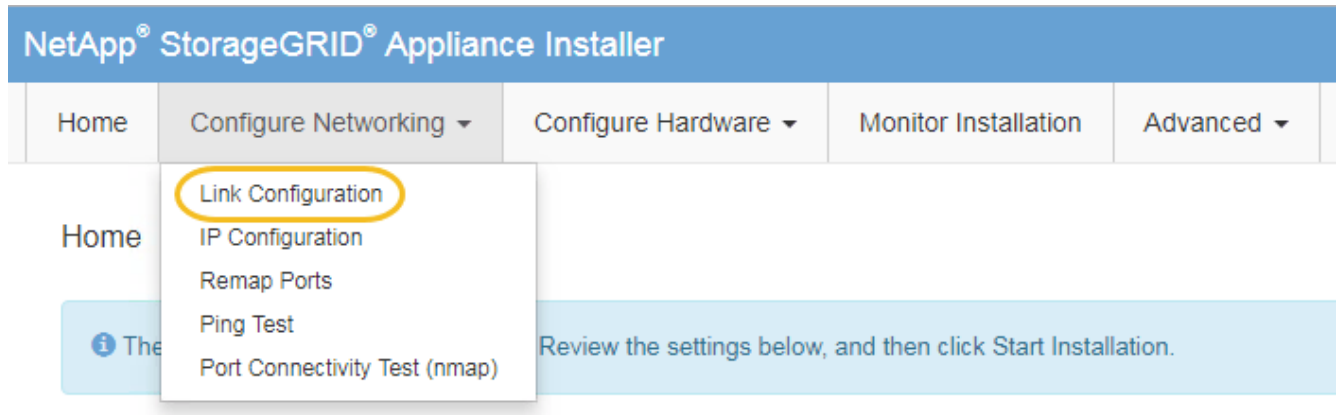 NetApp® StorageGRID® Appliance Installer
Home Configure Networking Configure Hardware Monitor Installation Advanced
Link Configuration
Home
IP Configuration
Remap Ports
Ping Test
Port Connectivity Test (nmap)
The Review the settings below, and then click Start Installation.